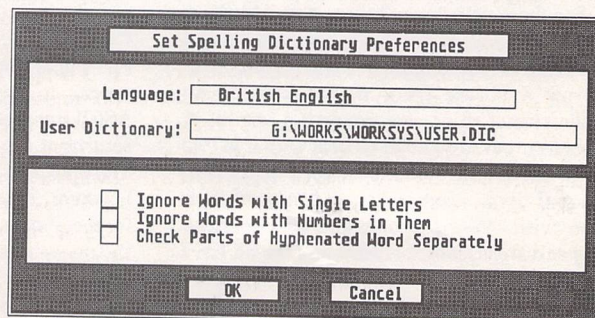 Set Spelling Dictionary Preferences
Language: British English
User Dictionary: G:\WORKS\WORKSYS\USER.DIC
Ignore Words with Single Letters
Ignore Words with Numbers in Them
Check Parts of Hyphenated Word Separately
OK Cancel